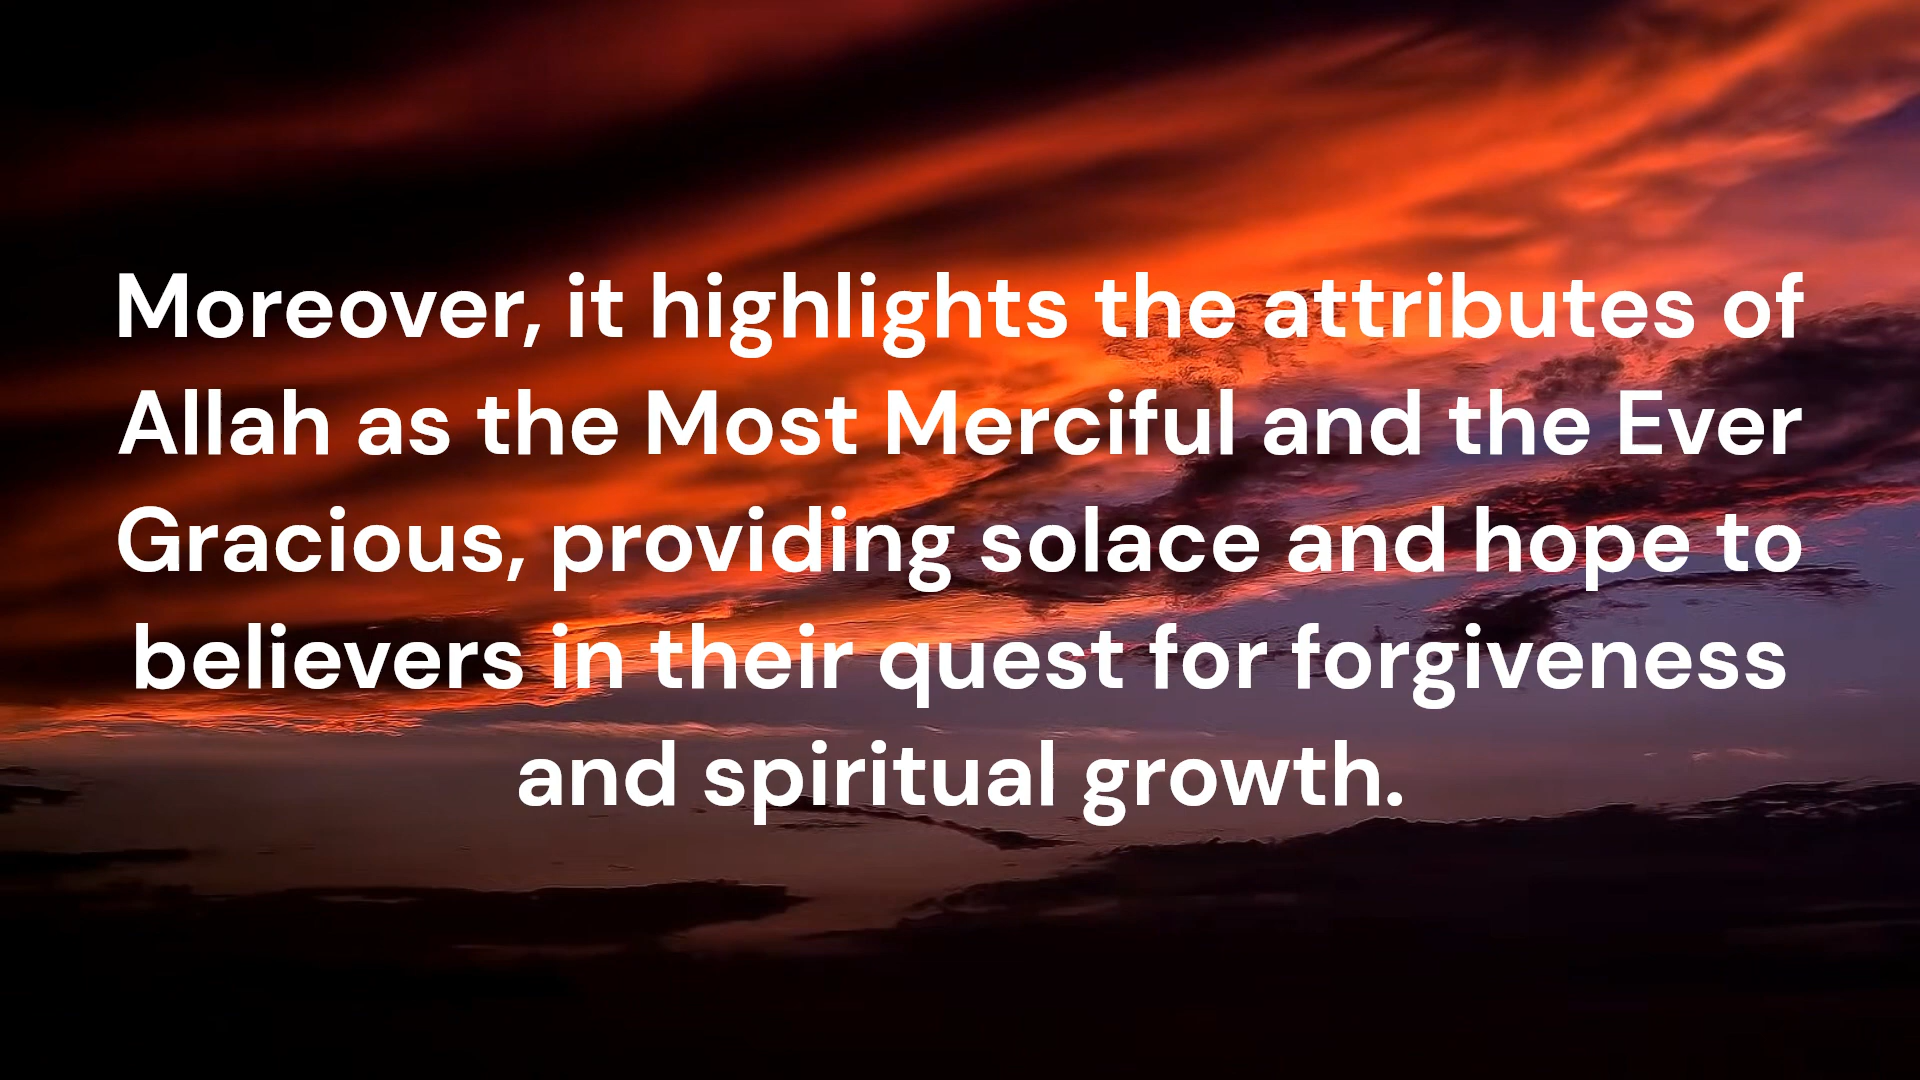 Moreover, it highlights the attributes of
Allah as the Most Merciful and the Ever
Gracious, providing solace and hope to
believers in their quest for forgiveness
and spiritual growth.